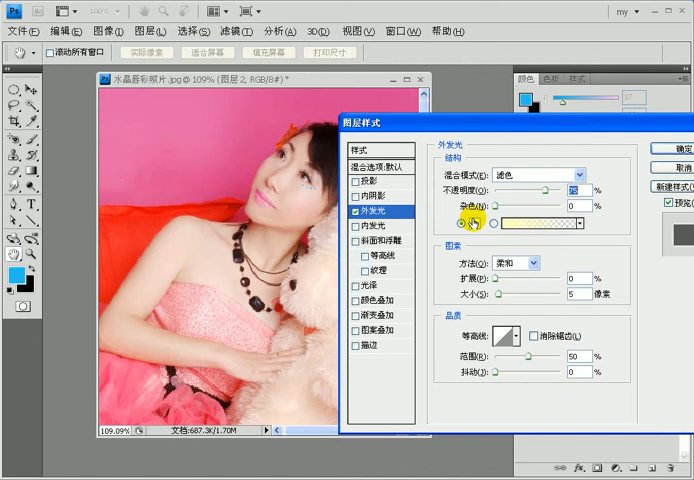 Ps Br 100% my
文件(F) 编辑(E) 图像(I) 图层(L) 选择(S) 滤镜(T) 分析(A) 3D(D) 视图(V) 窗口(W) 帮助(H)
滚动所有窗口 实际像素 适合屏幕 填充屏幕 打印尺寸
水晶唇彩照片.jpg @ 109% (图层 2, RGB/8#) *
颜色 色板 样式
R 37
图层样式
样式
混合选项:默认
投影
内阴影
外发光
内发光
斜面和浮雕
等高线
纹理
光泽
颜色叠加
渐变叠加
图案叠加
描边
外发光
结构
混合模式(E): 滤色
不透明度(O): 75 %
杂色(N): 0 %
图素
方法(Q): 柔和
扩展(P): 0 %
大小(S): 5 像素
品质
等高线: 消除锯齿(L)
范围(R): 50 %
抖动(J): 0 %
确定
取消
新建样式(
预览(
109.09% 文档:687.3K/1.70M